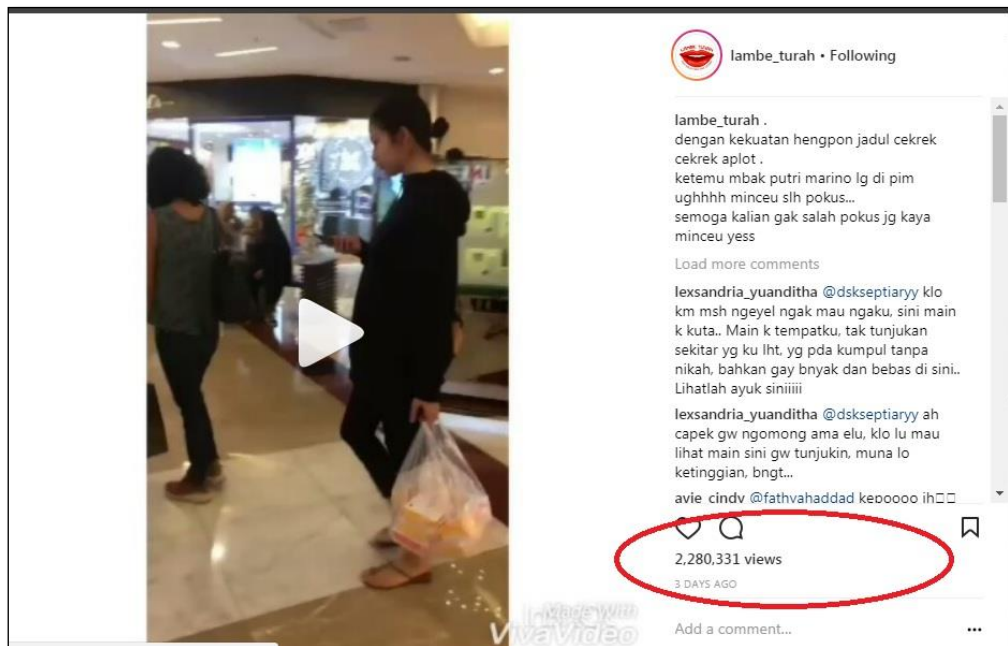 lambe_turah • Following
lambe_turah .
dengan kekuatan hengpon jadul cekrek
cekrek aplot .
ketemu mbak putri marino lg di pim
ughhhh minceu slh pokus...
semoga kalian gak salah pokus jg kaya
minceu yess
Load more comments
lexsandria_yuanditha @dskseptiaryy klo
km msh ngeyel ngak mau ngaku, sini main
k kuta.. Main k tempatku, tak tunjukan
sekitar yg ku lht, yg pda kumpul tanpa
nikah, bahkan gay bnyak dan bebas di sini..
Lihatlah ayuk siniiiii
lexsandria_yuanditha @dskseptiaryy ah
capek gw ngomong ama elu, klo lu mau
lihat main sini gw tunjukin, muna lo
ketinggian, bngt...
avie_cindy @fathyahaddad kepoooo ih
2,280,331 views
3 DAYS AGO
Add a comment...
Made With
VivaVideo